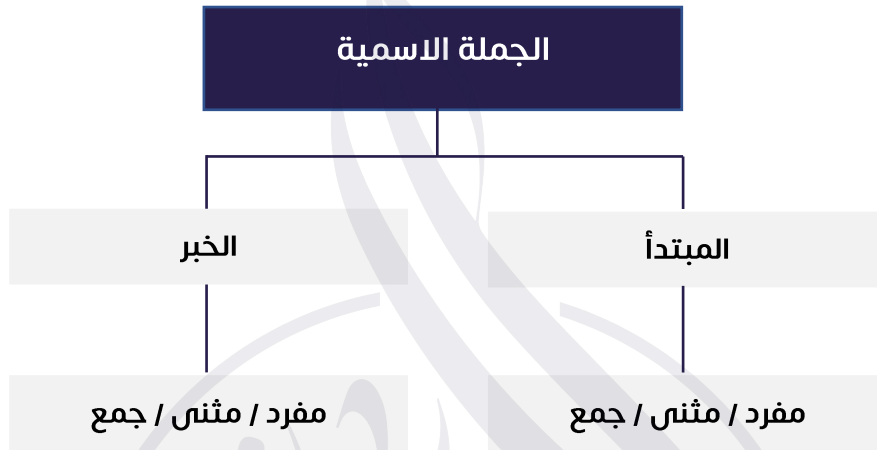 الجملة الاسمية
المبتدأ
الخبر
مفرد / مثنى / جمع
مفرد / مثنى / جمع